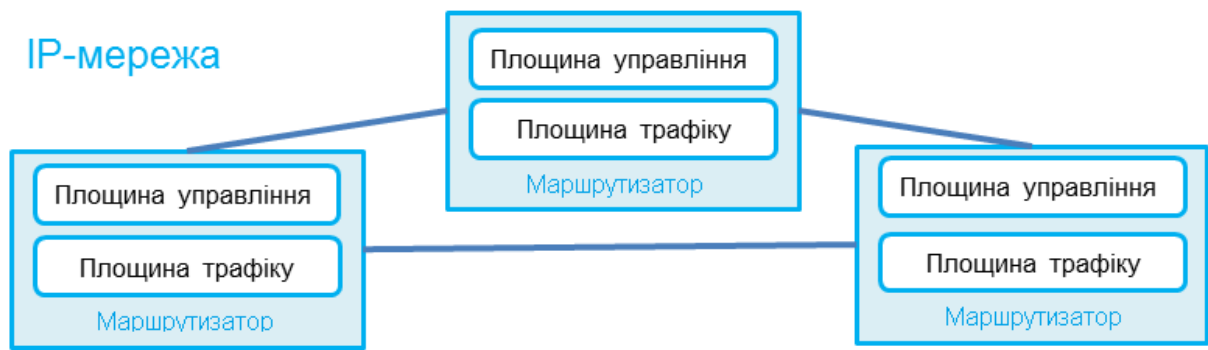 IP-мережа
Площина управління
Площина трафіку
Маршрутизатор
Площина управління
Площина трафіку
Маршрутизатор
Площина управління
Площина трафіку
Маршрутизатор